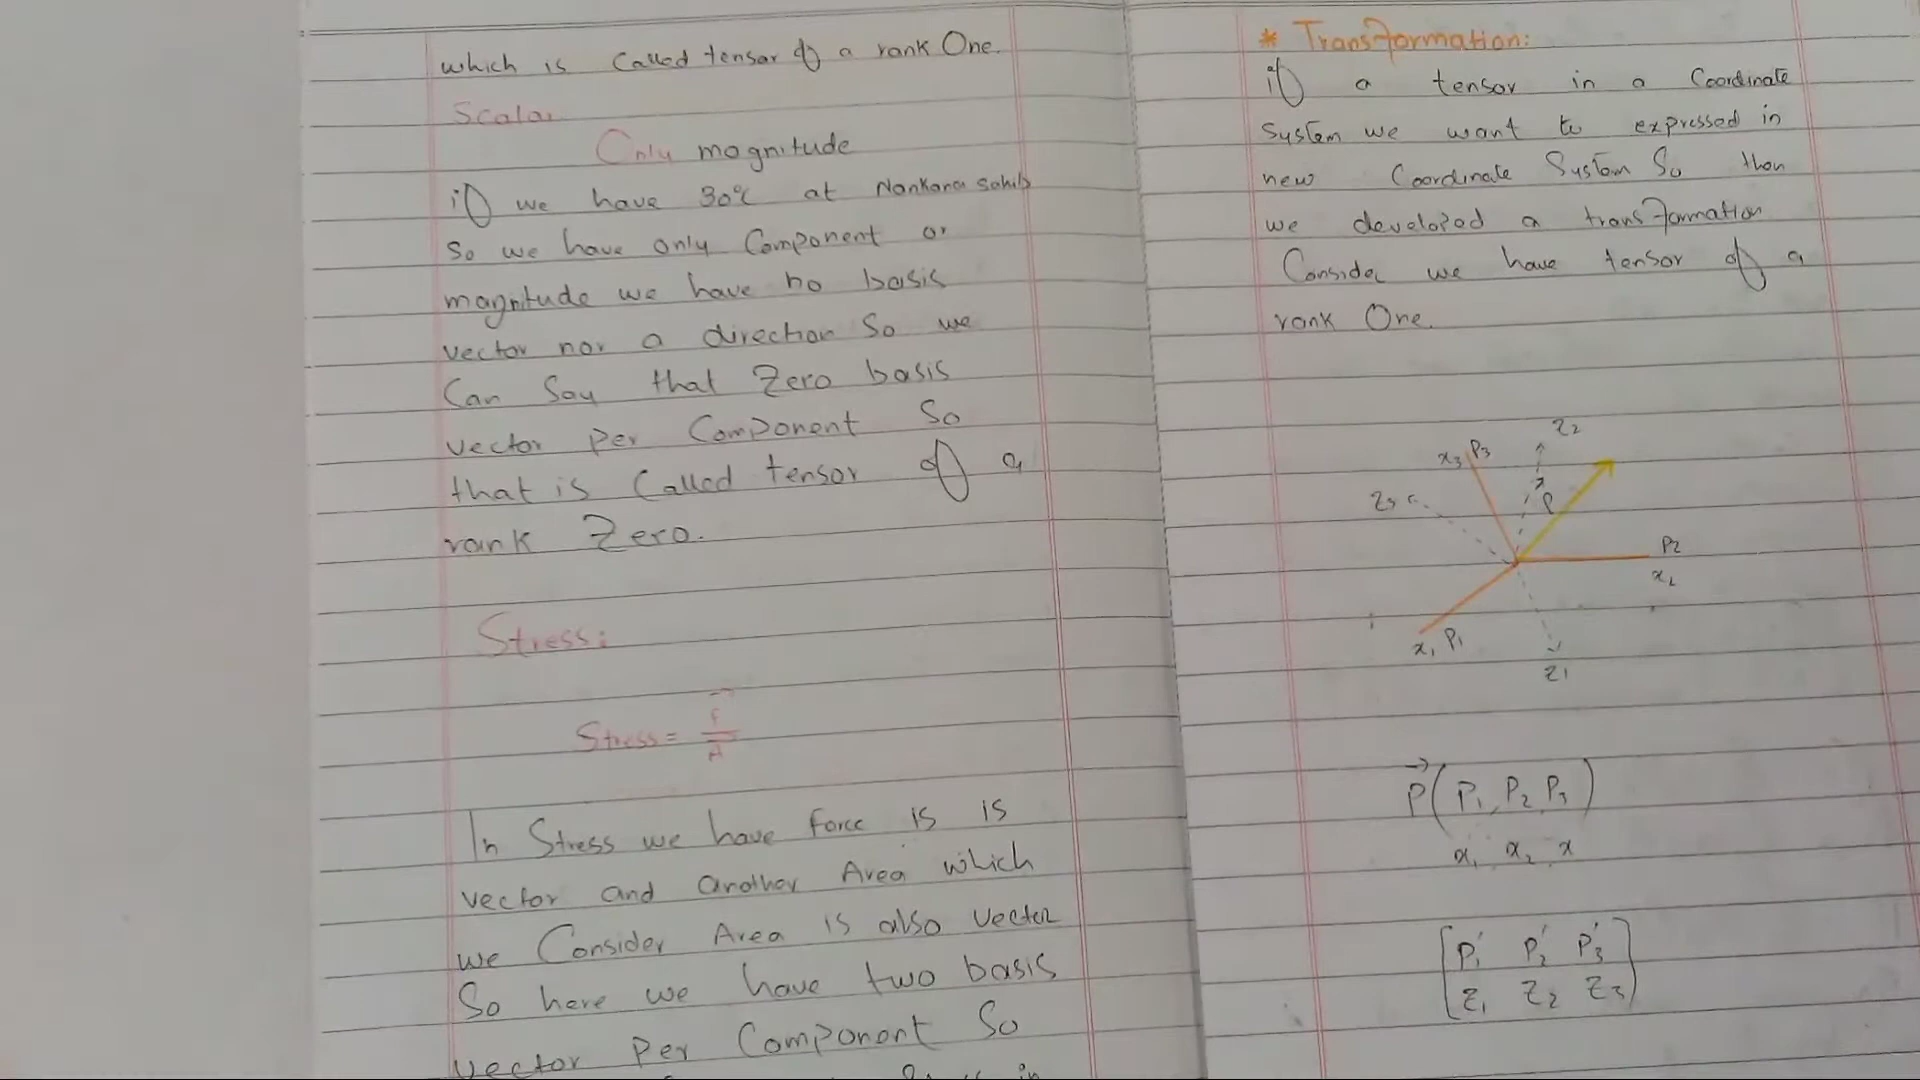 which is Called tensor of a rank One.
Scalar
Only magnitude
if we have 30°C at Nankana Sahib
So we have only Component or
magnitude we have no basis
vector nor a direction So we
Can Say that Zero basis
vector Per Component So
that is Called tensor of a
rank Zero.
Stress:
Stress = F/A
In Stress we have force is is
vector and another Area which
we Consider Area is also vector
So here we have two basis
vector Per Component So
* Transformation:
if a tensor in a Coordinate
System we want to expressed in
new Coordinate System So then
we developed a transformation
Consider we have tensor of a
rank One.
z2
x3 P3
z3
P
P2
x2
x1 P1
z1
P(P1, P2 P3)
x1 x2 x
[P1' P2' P3'
z1 z2 z3]